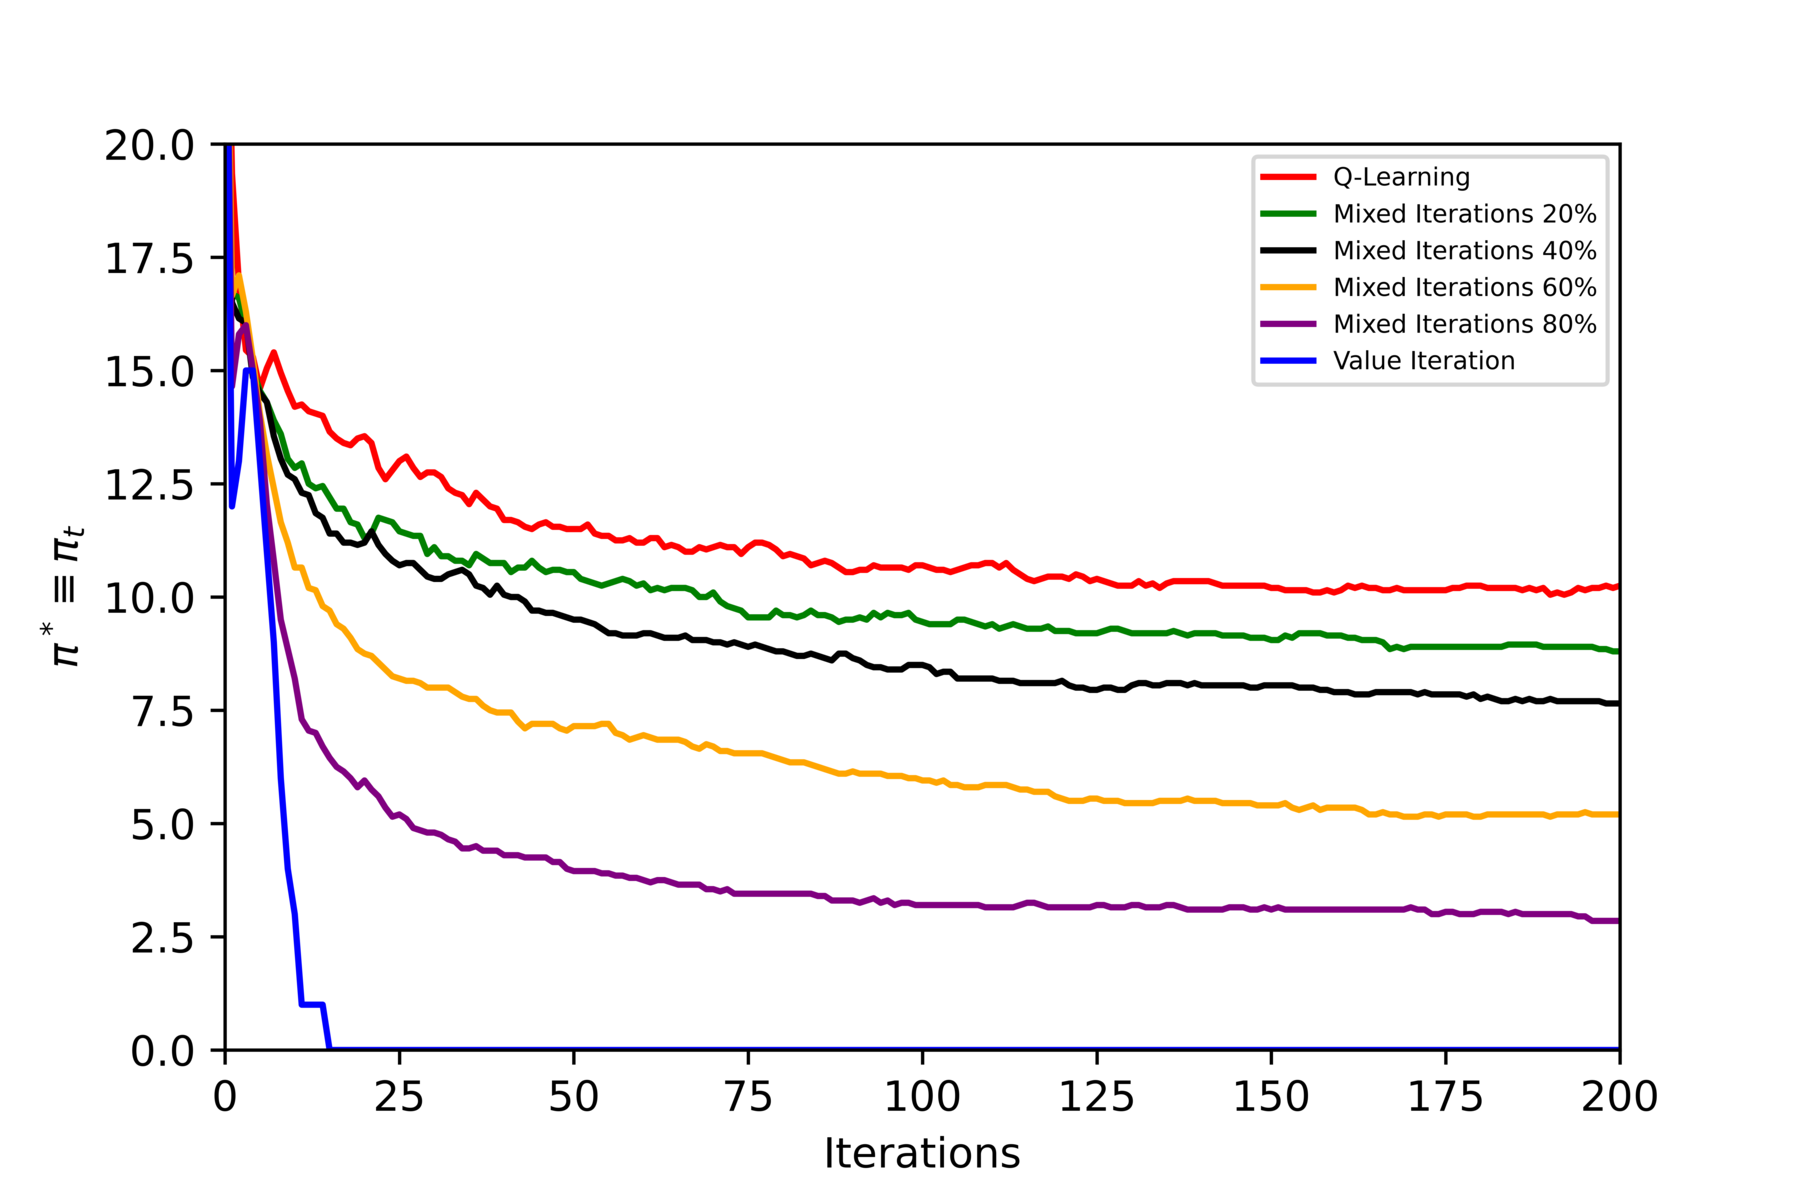 20.0
17.5
15.0
12.5
10.0
7.5
5.0
2.5
0.0
π* ≡ πt
0 25 50 75 100 125 150 175 200
Iterations
Q-Learning
Mixed Iterations 20%
Mixed Iterations 40%
Mixed Iterations 60%
Mixed Iterations 80%
Value Iteration